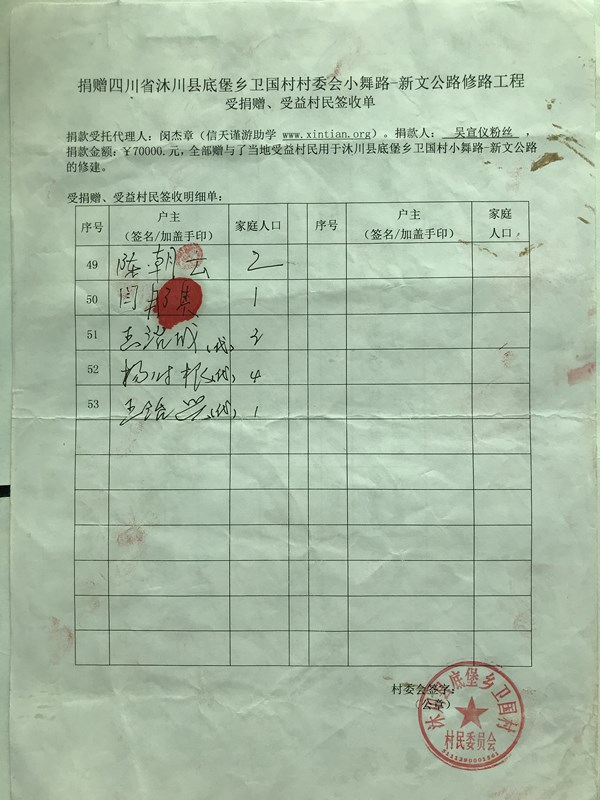 捐赠四川省沐川县底堡乡卫国村村委会小舞路-新文公路修路工程
受捐赠、受益村民签收单
捐款受托代理人：闵杰章（信天谨游助学 www.xintian.org）。捐款人： 吴宣仪粉丝 ，
捐款金额：￥70000.元，全部赠与了当地受益村民用于沐川县底堡乡卫国村小舞路-新文公路
的修建。
受捐赠、受益村民签收明细单：
序号 户主 （签名/加盖手印） 家庭人口 序号 户主 （签名/加盖手印） 家庭人口
49 陈朝云 2
50 1
51 (代)
52 杨 根(代) 4
53 王 兴(代) 1
村委会签字：
（公章）
沐川县底堡乡卫国村
村民委员会